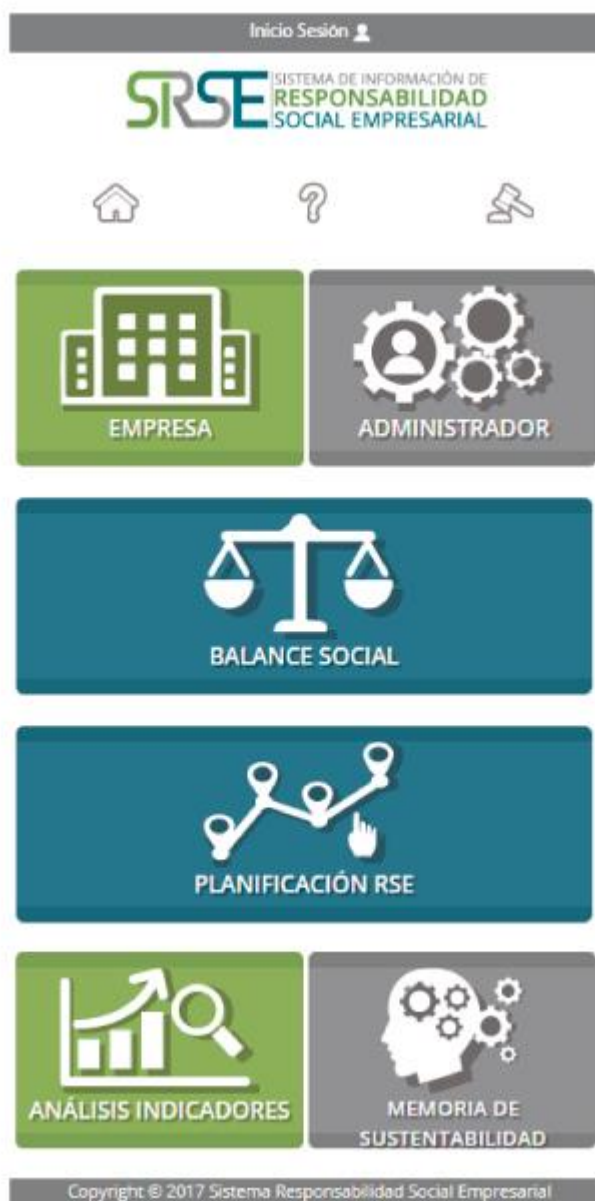 Inicio Sesión
SRSE
SISTEMA DE INFORMACIÓN DE
RESPONSABILIDAD
SOCIAL EMPRESARIAL
EMPRESA
ADMINISTRADOR
BALANCE SOCIAL
PLANIFICACIÓN RSE
ANÁLISIS INDICADORES
MEMORIA DE
SUSTENTABILIDAD
Copyright © 2017 Sistema Responsabilidad Social Empresarial